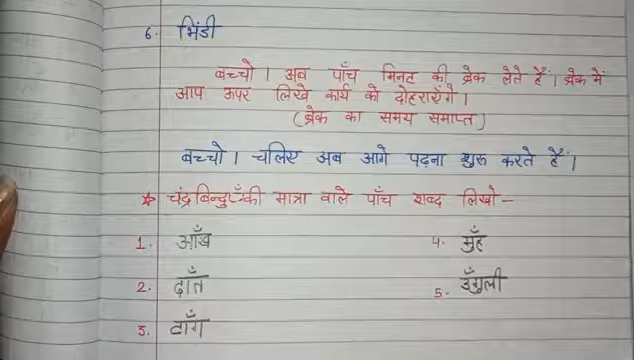 6. भिंडी
बच्चो । अब पाँच मिनट की ब्रेक लेते हैं । ब्रेक में
आप ऊपर लिखे कार्य को दोहराएंगे ।
(ब्रेक का समय समाप्त)
बच्चो । चलिए अब आगे पढ़ना शुरू करते हैं ।
* चंद्रबिन्दु ँ की मात्रा वाले पाँच शब्द लिखो -
1. आँख
4. मुँह
2. दाँत
5. उँगुली
3. टाँग